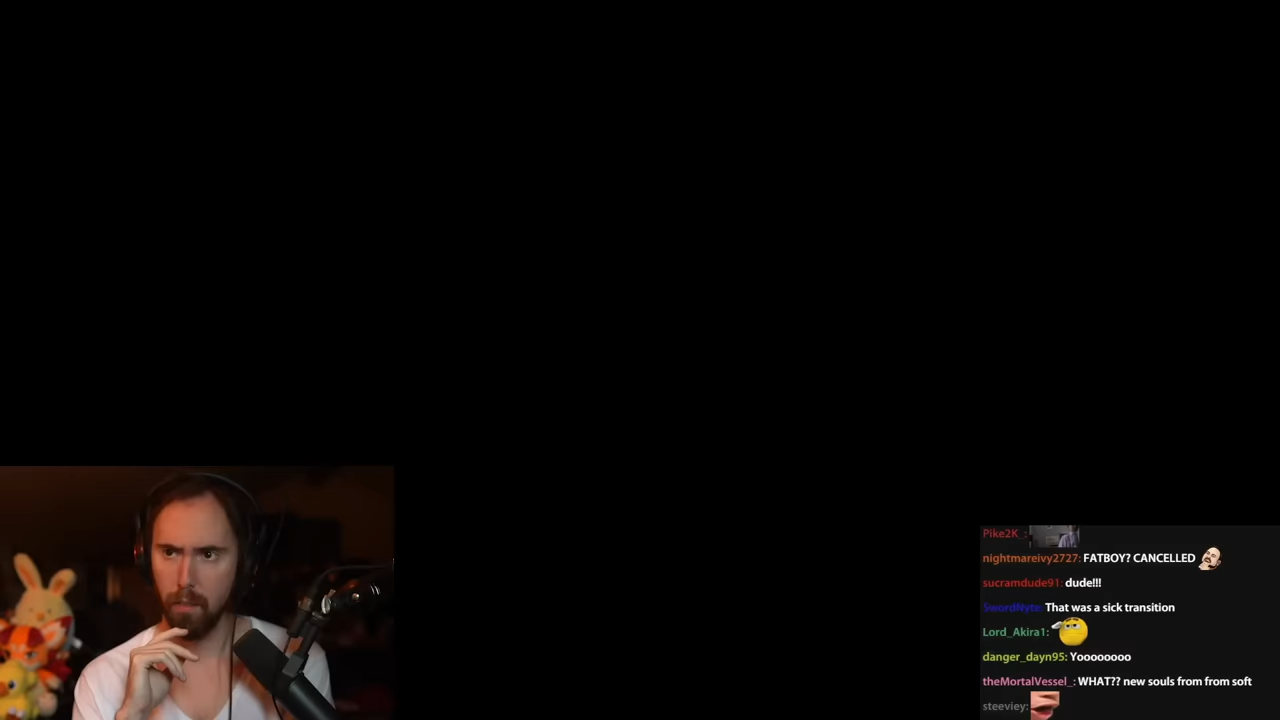 Pike2K_:
nightmareivy2727: FATBOY? CANCELLED
sucramdude91: dude!!!
SwordNyte: That was a sick transition
Lord_Akira1:
danger_dayn95: Yoooooooo
theMortalVessel_: WHAT?? new souls from from soft
steeviey: